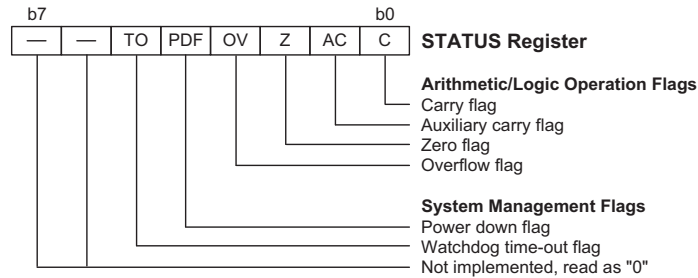 b7 b0
— — TO PDF OV Z AC C STATUS Register
Arithmetic/Logic Operation Flags
Carry flag
Auxiliary carry flag
Zero flag
Overflow flag
System Management Flags
Power down flag
Watchdog time-out flag
Not implemented, read as "0"